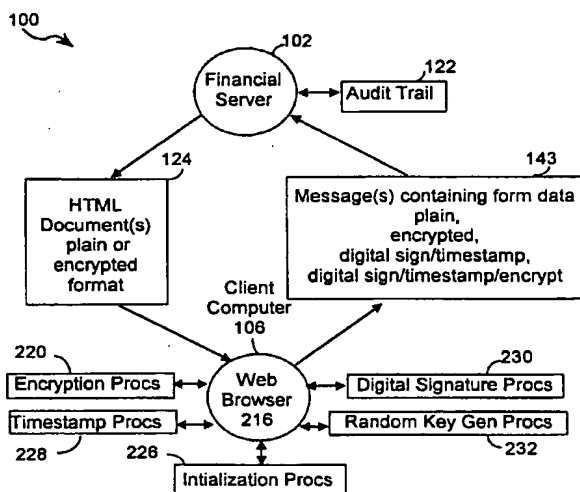 100
102
Financial
Server
122
Audit Trail
124
HTML
Document(s)
plain or
encrypted
format
143
Message(s) containing form data
plain,
encrypted,
digital sign/timestamp,
digital sign/timestamp/encrypt
Client
Computer
106
Web
Browser
216
220
Encryption Procs
Timestamp Procs
228
226
Intialization Procs
230
Digital Signature Procs
Random Key Gen Procs
232